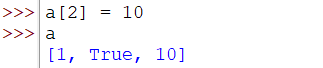 >>> a[2] = 10
>>> a
[1, True, 10]